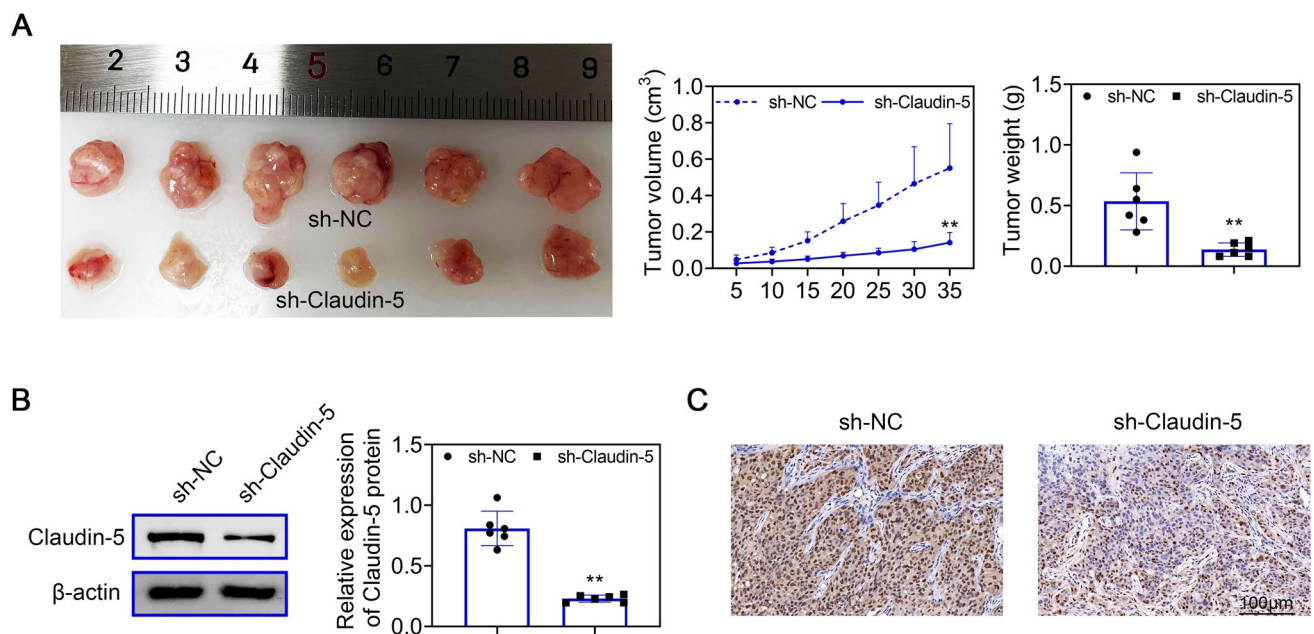 A
2 3 4 5 6 7 8 9
sh-NC
sh-Claudin-5
Tumor volume (cm³)
1.0
0.8
0.6
0.4
0.2
0.0
sh-NC sh-Claudin-5
**
5 10 15 20 25 30 35
Tumor weight (g)
1.5
1.0
0.5
0.0
sh-NC sh-Claudin-5
**
B
sh-NC
sh-Claudin-5
Claudin-5
β-actin
Relative expression
of Claudin-5 protein
1.5
1.0
0.5
0.0
sh-NC sh-Claudin-5
**
C
sh-NC
sh-Claudin-5
100μm